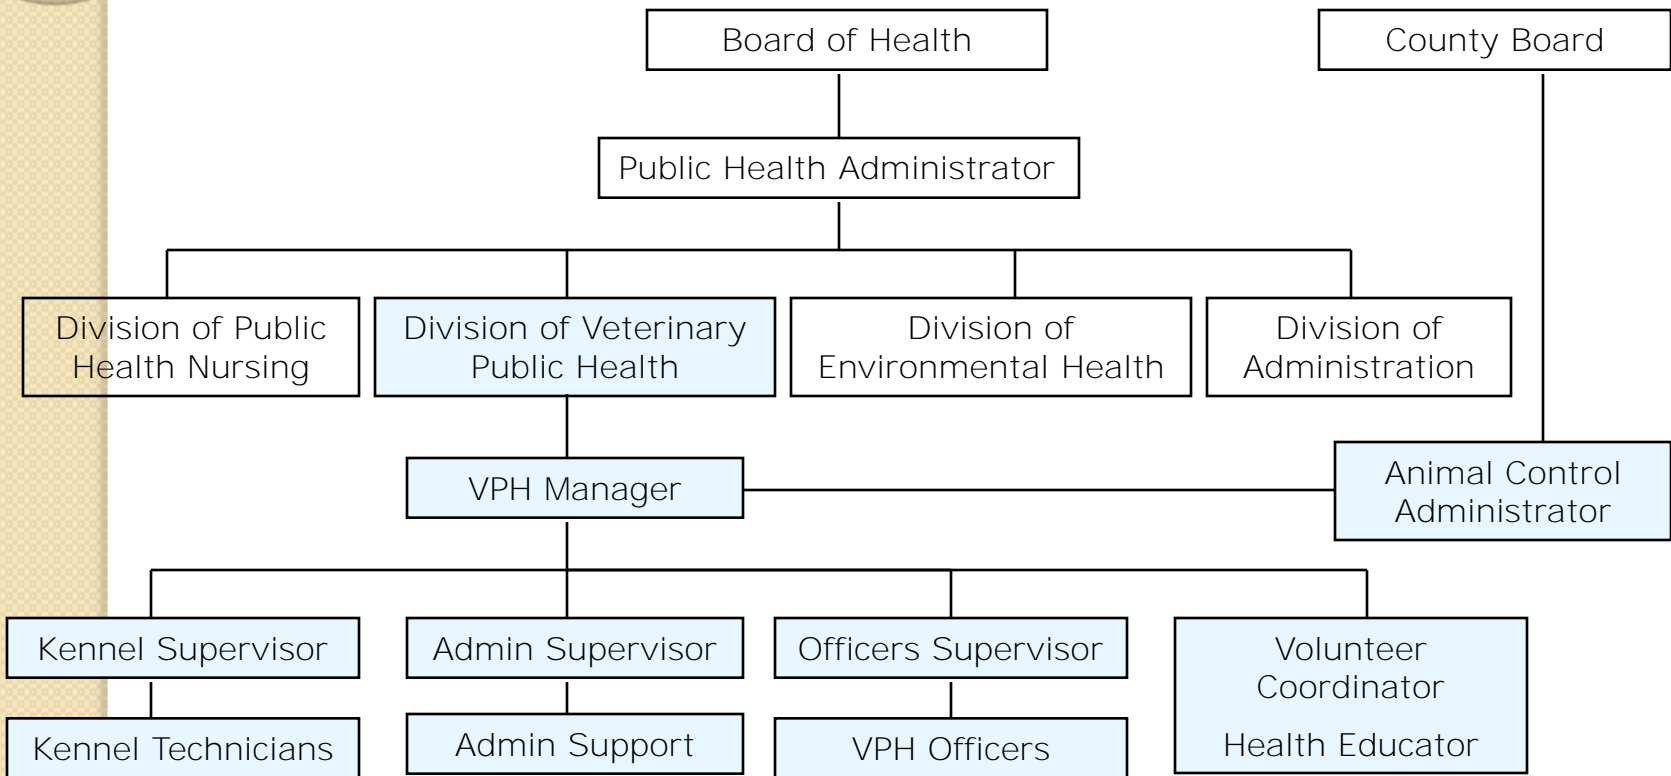 Board of Health
County Board
Public Health Administrator
Division of Public
Health Nursing
Division of Veterinary
Public Health
Division of
Environmental Health
Division of
Administration
VPH Manager
Animal Control
Administrator
Kennel Supervisor
Admin Supervisor
Officers Supervisor
Volunteer
Coordinator
Health Educator
Kennel Technicians
Admin Support
VPH Officers